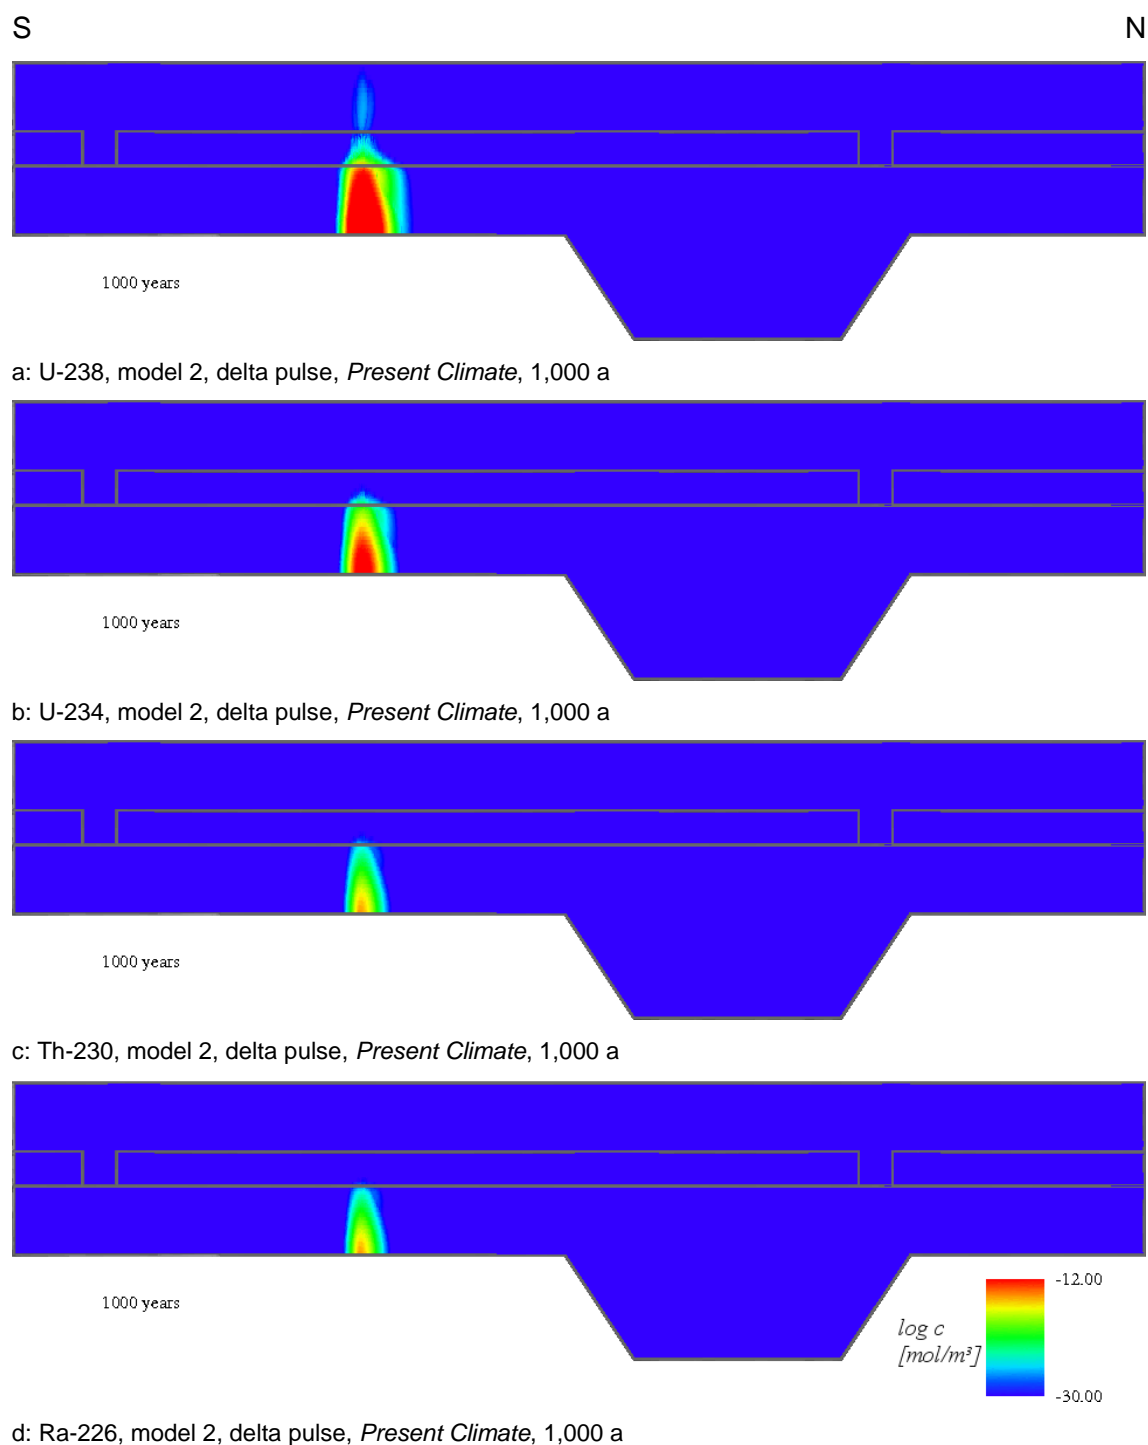 S N
1000 years
a: U-238, model 2, delta pulse, Present Climate, 1,000 a
1000 years
b: U-234, model 2, delta pulse, Present Climate, 1,000 a
1000 years
c: Th-230, model 2, delta pulse, Present Climate, 1,000 a
1000 years
-12.00
log c
[mol/m³]
-30.00
d: Ra-226, model 2, delta pulse, Present Climate, 1,000 a